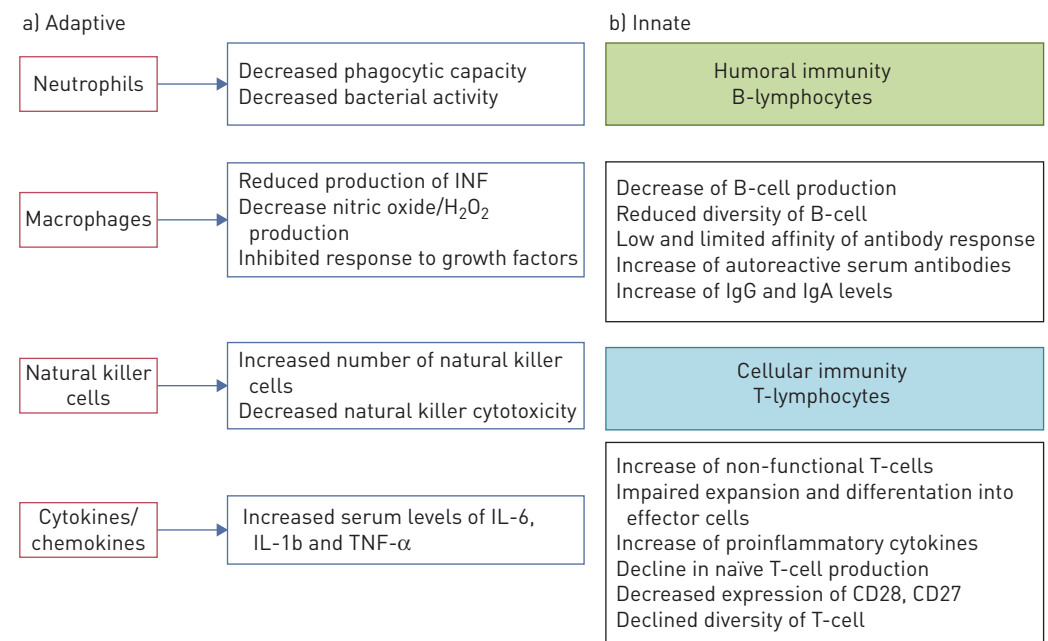 a) Adaptive
Neutrophils
Decreased phagocytic capacity
Decreased bacterial activity
Macrophages
Reduced production of INF
Decrease nitric oxide/H₂O₂
production
Inhibited response to growth factors
Natural killer
cells
Increased number of natural killer
cells
Decreased natural killer cytotoxicity
Cytokines/
chemokines
Increased serum levels of IL-6,
IL-1b and TNF-α
b) Innate
Humoral immunity
B-lymphocytes
Decrease of B-cell production
Reduced diversity of B-cell
Low and limited affinity of antibody response
Increase of autoreactive serum antibodies
Increase of IgG and IgA levels
Cellular immunity
T-lymphocytes
Increase of non-functional T-cells
Impaired expansion and differentation into
effector cells
Increase of proinflammatory cytokines
Decline in naïve T-cell production
Decreased expression of CD28, CD27
Declined diversity of T-cell